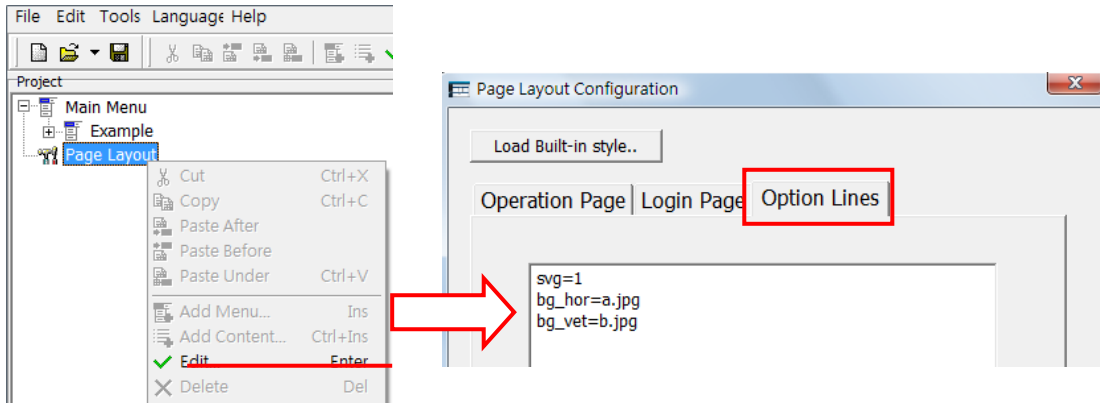 File Edit Tools Language Help
Project
Main Menu
Example
Page Layout
Cut Ctrl+X
Copy Ctrl+C
Paste After
Paste Before
Paste Under Ctrl+V
Add Menu... Ins
Add Content... Ctrl+Ins
Edit... Enter
Delete Del
Page Layout Configuration
Load Built-in style..
Operation Page Login Page Option Lines
svg=1
bg_hor=a.jpg
bg_vet=b.jpg